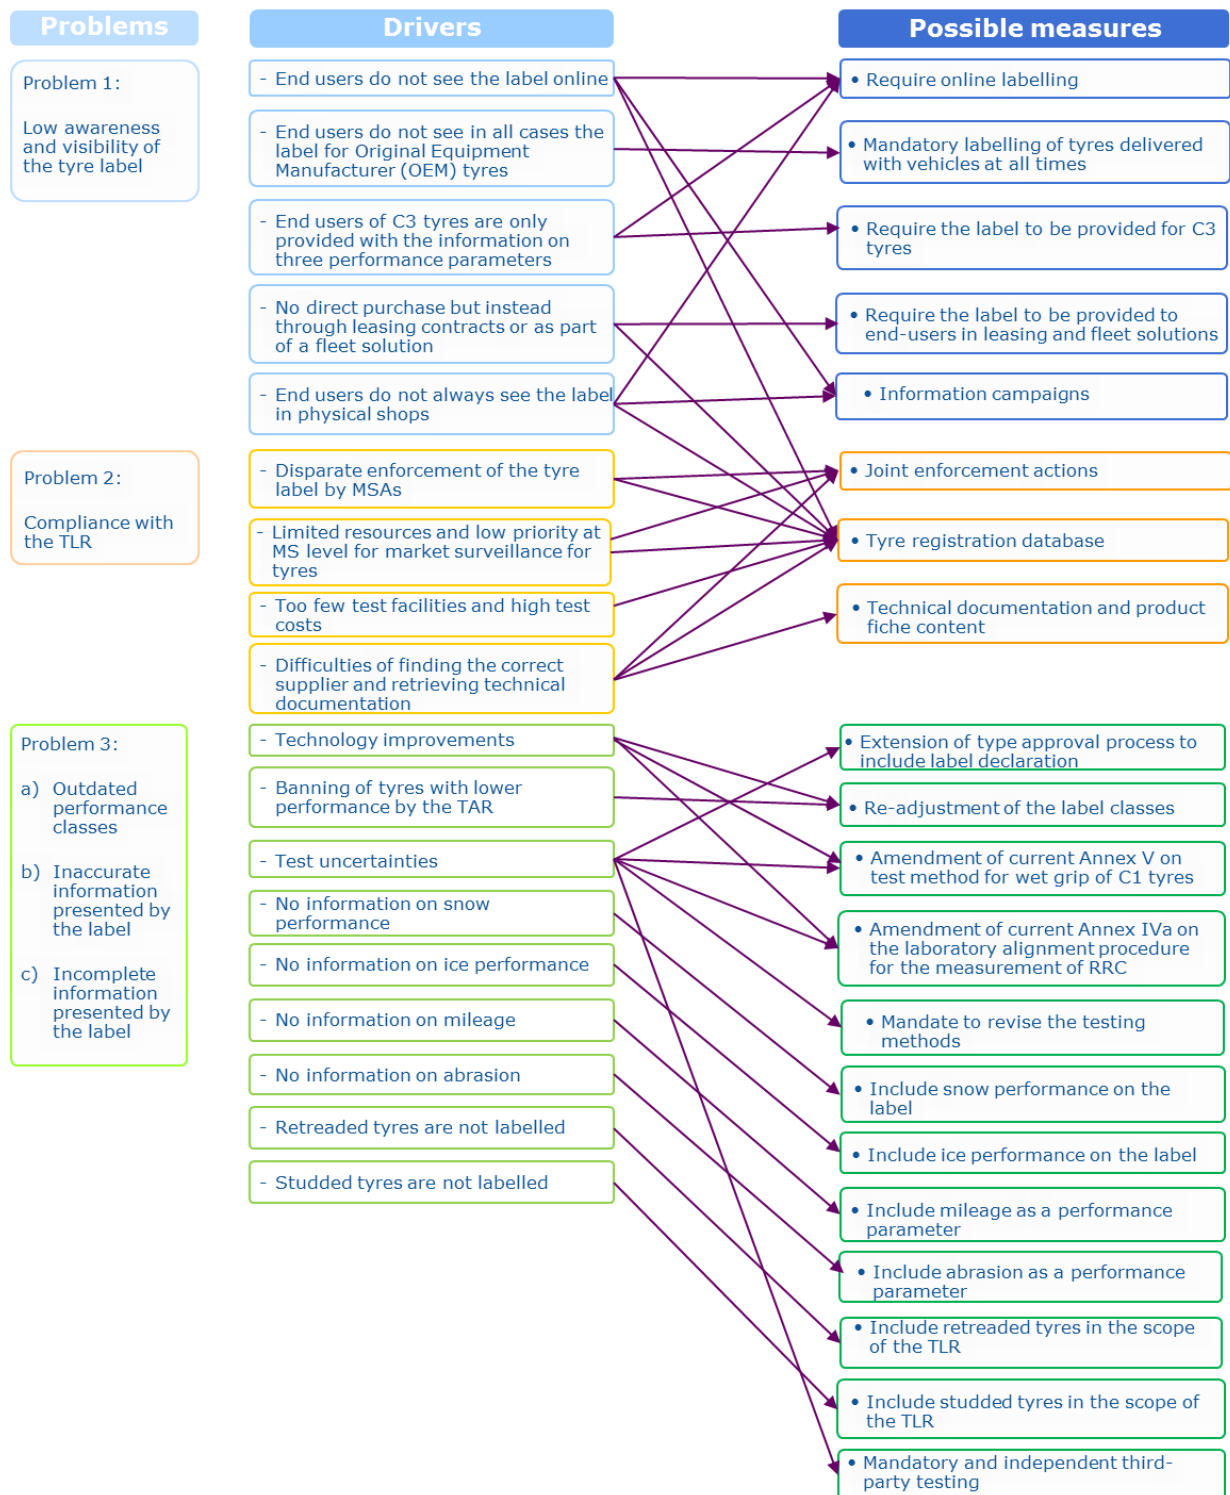 Problems
Drivers
Possible measures
Problem 1:
Low awareness
and visibility of
the tyre label
- End users do not see the label online
- End users do not see in all cases the
label for Original Equipment
Manufacturer (OEM) tyres
- End users of C3 tyres are only
provided with the information on
three performance parameters
- No direct purchase but instead
through leasing contracts or as part
of a fleet solution
- End users do not always see the label
in physical shops
• Require online labelling
• Mandatory labelling of tyres delivered
with vehicles at all times
• Require the label to be provided for C3
tyres
• Require the label to be provided to
end-users in leasing and fleet solutions
• Information campaigns
Problem 2:
Compliance with
the TLR
- Disparate enforcement of the tyre
label by MSAs
- Limited resources and low priority at
MS level for market surveillance for
tyres
- Too few test facilities and high test
costs
- Difficulties of finding the correct
supplier and retrieving technical
documentation
• Joint enforcement actions
• Tyre registration database
• Technical documentation and product
fiche content
Problem 3:
a) Outdated
performance
classes
b) Inaccurate
information
presented by
the label
c) Incomplete
information
presented by
the label
- Technology improvements
- Banning of tyres with lower
performance by the TAR
- Test uncertainties
- No information on snow
performance
- No information on ice performance
- No information on mileage
- No information on abrasion
- Retreaded tyres are not labelled
- Studded tyres are not labelled
• Extension of type approval process to
include label declaration
• Re-adjustment of the label classes
• Amendment of current Annex V on
test method for wet grip of C1 tyres
• Amendment of current Annex IVa on
the laboratory alignment procedure
for the measurement of RRC
• Mandate to revise the testing
methods
• Include snow performance on the
label
• Include ice performance on the label
• Include mileage as a performance
parameter
• Include abrasion as a performance
parameter
• Include retreaded tyres in the scope
of the TLR
• Include studded tyres in the scope of
the TLR
• Mandatory and independent third-
party testing